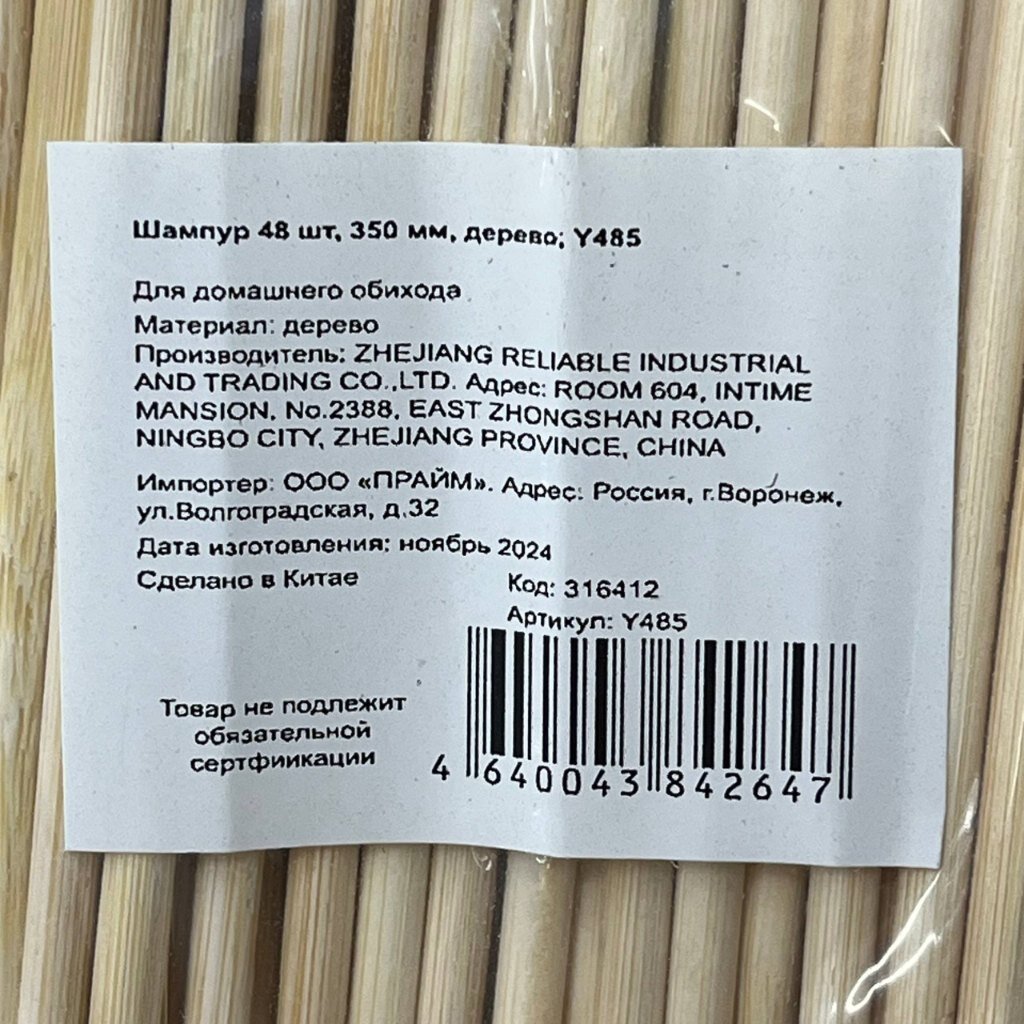 Шампур 48 шт, 350 мм, дерево; Y485
Для домашнего обихода
Материал: дерево
Производитель: ZHEJIANG RELIABLE INDUSTRIAL
AND TRADING CO.,LTD. Адрес: ROOM 604, INTIME
MANSION, No.2388, EAST ZHONGSHAN ROAD,
NINGBO CITY, ZHEJIANG PROVINCE, CHINA
Импортер: ООО «ПРАЙМ». Адрес: Россия, г.Воронеж,
ул.Волгоградская, д.32
Дата изготовления: ноябрь 2024
Сделано в Китае
Код: 316412
Артикул: Y485
Товар не подлежит
обязательной
сертфиикации
4 640043 842647